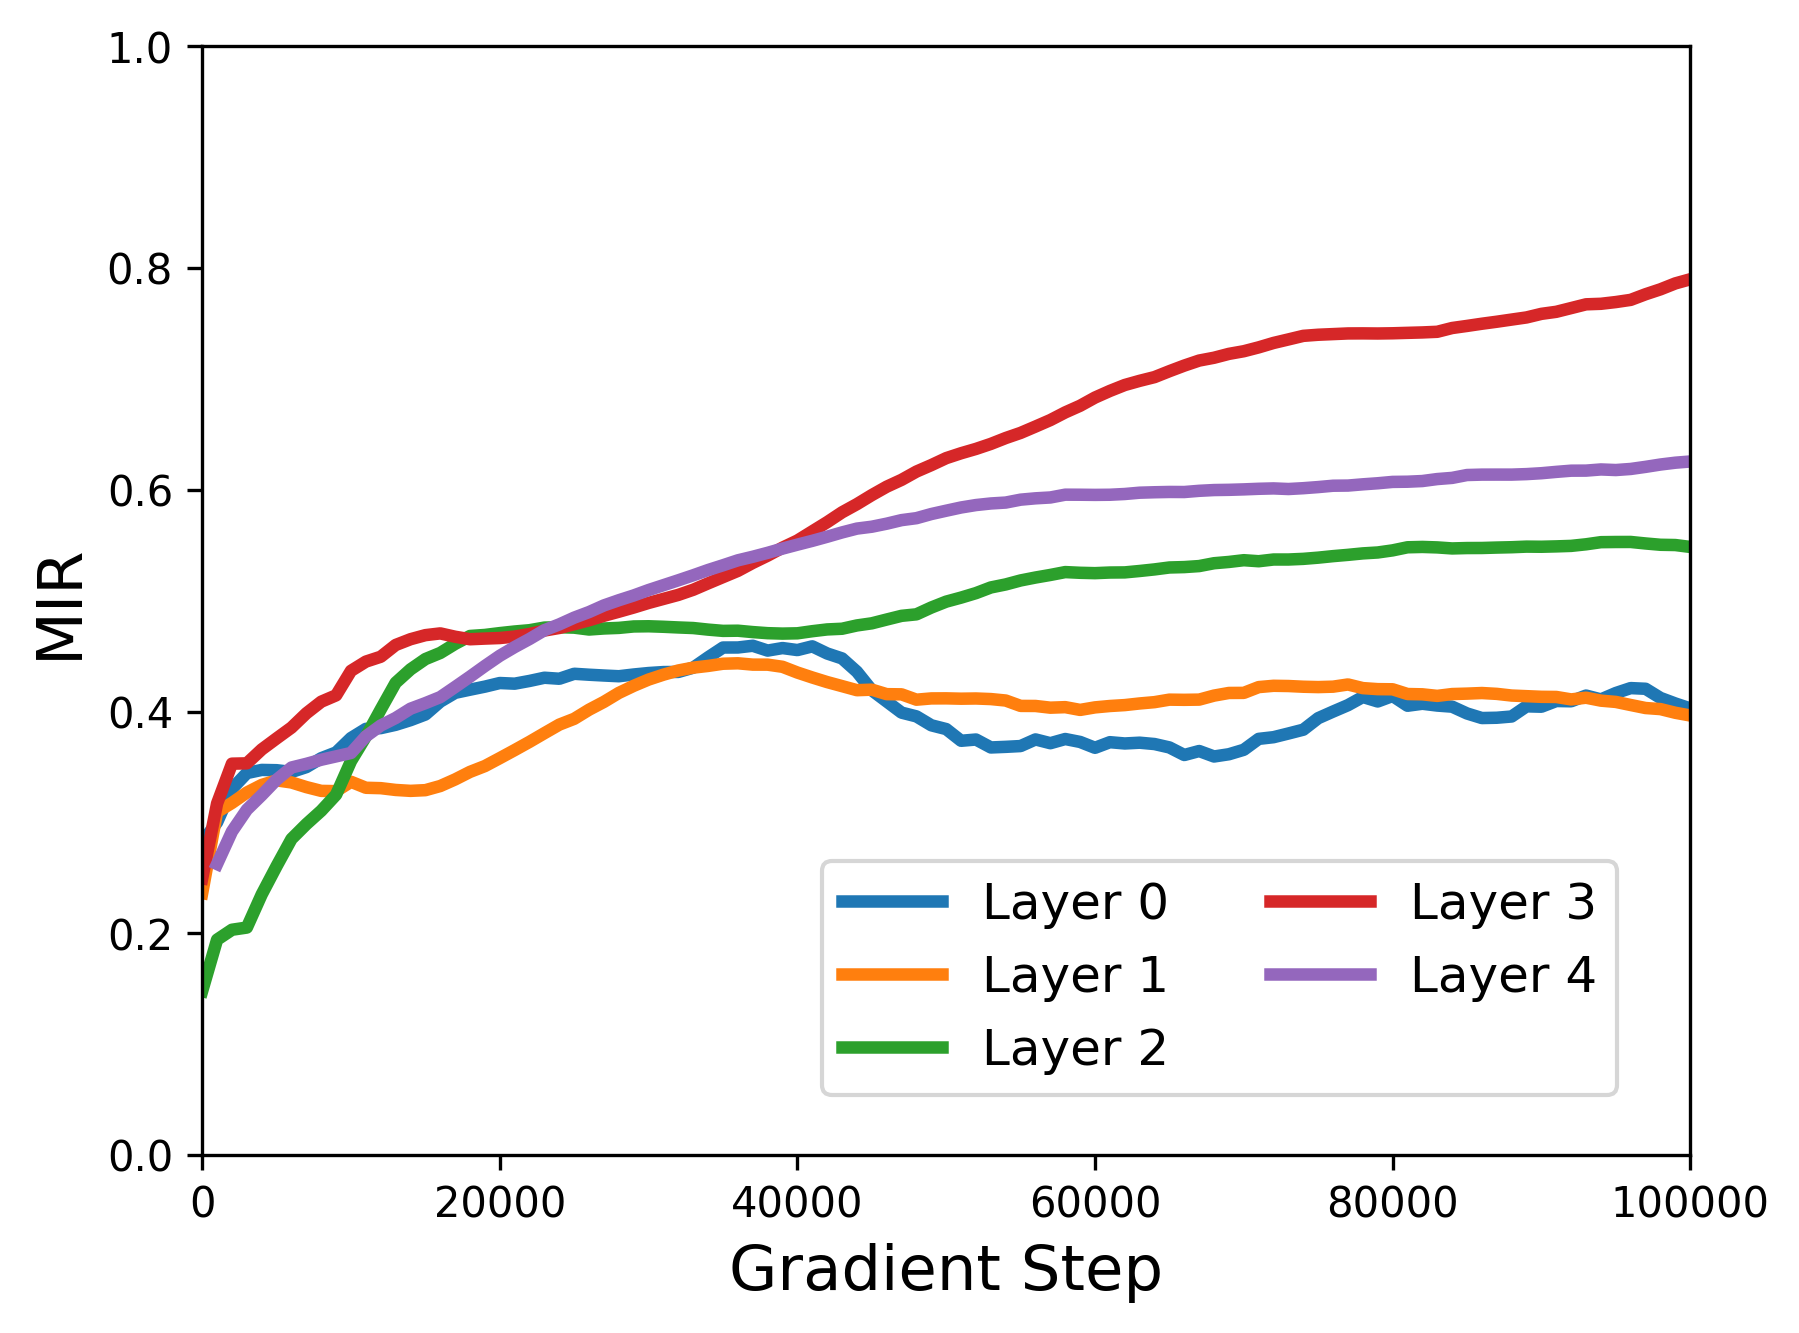 1.0
0.8
0.6
0.4
0.2
0.0
MIR
0 20000 40000 60000 80000 100000
Gradient Step
Layer 0
Layer 1
Layer 2
Layer 3
Layer 4